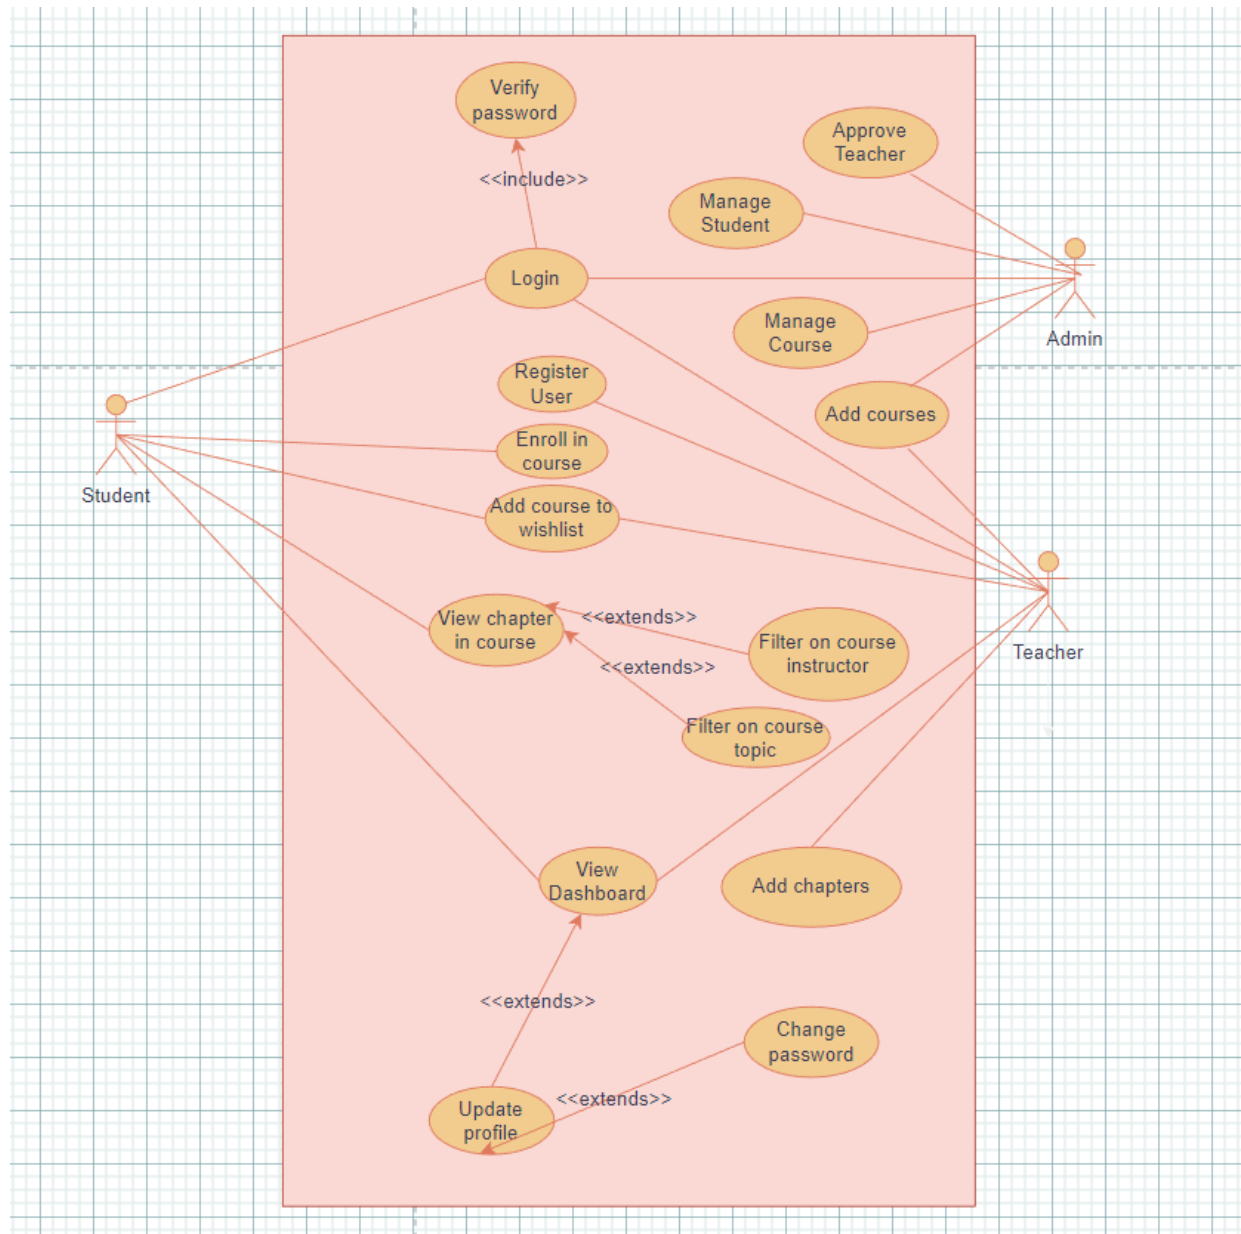 Verify
password
Approve
Teacher
<<include>>
Manage
Student
Login
Manage
Course
Admin
Register
User
Add courses
Enroll in
course
Student
Add course to
wishlist
View chapter
in course
<<extends>>
Filter on course
instructor
Teacher
<<extends>>
Filter on course
topic
View
Dashboard
Add chapters
<<extends>>
Change
password
<<extends>>
Update
profile